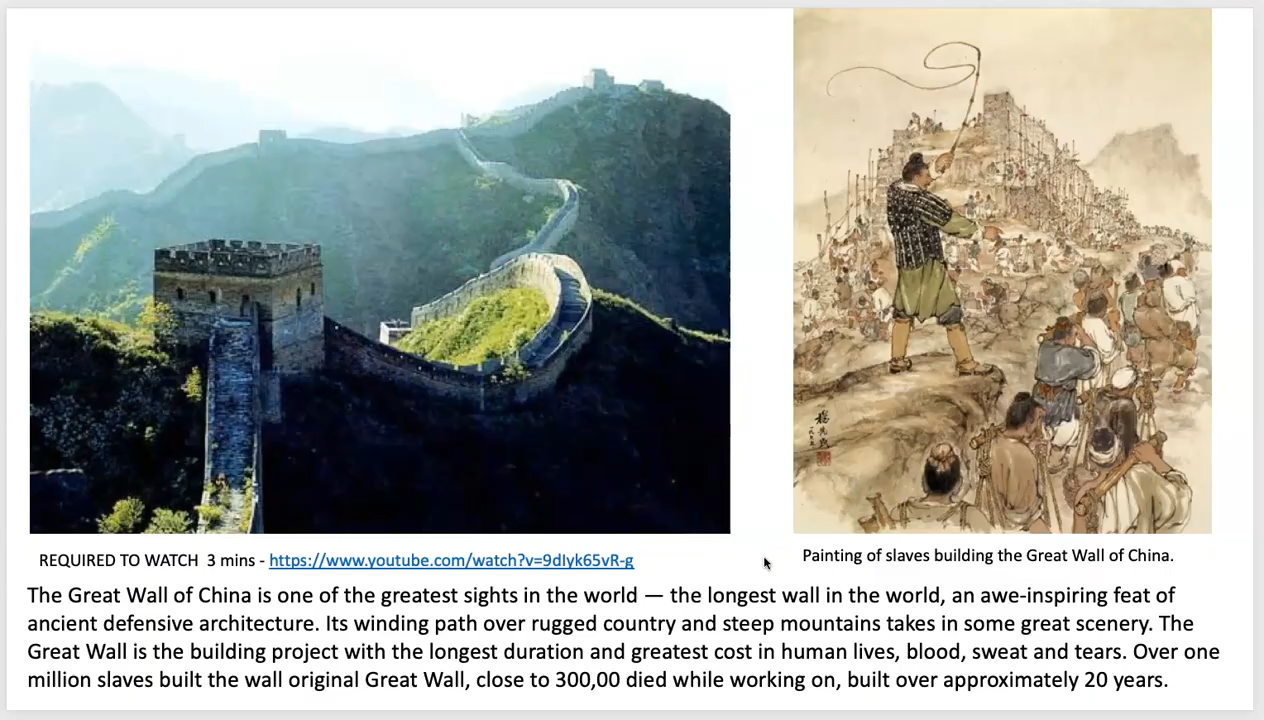 REQUIRED TO WATCH 3 mins - https://www.youtube.com/watch?v=9dIyk65vR-g
Painting of slaves building the Great Wall of China.
The Great Wall of China is one of the greatest sights in the world — the longest wall in the world, an awe-inspiring feat of
ancient defensive architecture. Its winding path over rugged country and steep mountains takes in some great scenery. The
Great Wall is the building project with the longest duration and greatest cost in human lives, blood, sweat and tears. Over one
million slaves built the wall original Great Wall, close to 300,00 died while working on, built over approximately 20 years.